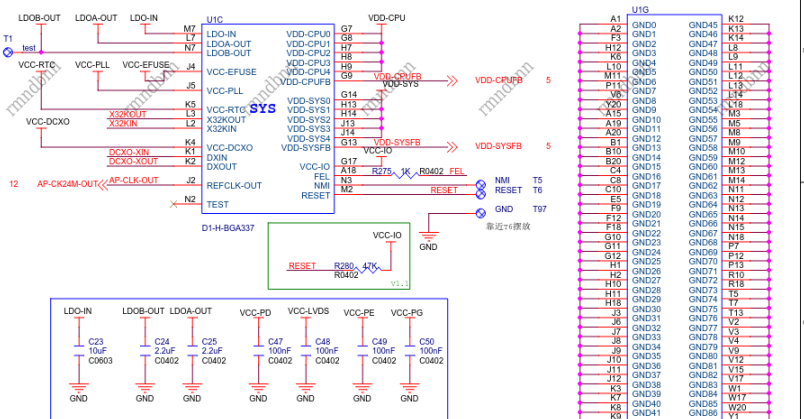 LDOB-OUT LDOA-OUT LDO-IN
T1
test
VCC-RTC VCC-PLL VCC-EFUSE
VCC-DCXO
X32KOUT
X32KIN
DCXO-XIN
DCXO-XOUT
12 AP-CK24M-OUT AP-CLK-OUT
U1C
M7 LDO-IN
L7 LDOA-OUT
N7 LDOB-OUT
J4 VCC-EFUSE
J5 VCC-PLL
K5 VCC-RTC
L3 X32KOUT
L2 X32KIN
K4 VCC-DCXO
K1 DXIN
K2 DXOUT
J2 REFCLK-OUT
N2 TEST
SYS
VDD-CPU0 G7
VDD-CPU1 G8
VDD-CPU2 H7
VDD-CPU3 H8
VDD-CPU4 H9
VDD-CPUFB G9
VDD-SYS0 G14
VDD-SYS1 H13
VDD-SYS2 H14
VDD-SYS3 J13
VDD-SYS4 J14
VDD-SYSFB G13
VCC-IO G17
FEL A18
NMI N3
RESET M2
D1-H-BGA337
VDD-CPU
VDD-CPUFB VDD-CPUFB 5
VDD-SYS
VDD-SYSFB VDD-SYSFB 5
VCC-IO
R275 1K R0402 FEL
NMI T5
RESET RESET T6
GND T97
靠近T6摆放
GND
VCC-IO
RESET R280 47K
R0402
V1.1
LDO-IN LDOB-OUT LDOA-OUT VCC-PD VCC-LVDS VCC-PE VCC-PG
C23 C24 C25 C47 C48 C49 C50
10uF 2.2uF 2.2uF 100nF 100nF 100nF 100nF
C0603 C0402 C0402 C0402 C0402 C0402 C0402
GND GND GND GND GND GND GND
U1G
A1 GND0 GND45 K12
A2 GND1 GND46 K13
F3 GND2 GND47 K14
H12 GND3 GND48 L8
K6 GND4 GND49 L9
L10 GND5 GND50 L11
M11 GND6 GND51 L12
P11 GND7 GND52 L13
GND8 GND53 L14
Y20 GND9 GND54 L18
A15 GND10 GND55 M3
A19 GND11 GND56 M5
A20 GND12 GND57 M8
B1 GND13 GND58 M9
B10 GND14 GND59 M10
B20 GND15 GND60 M12
C4 GND16 GND61 M13
C8 GND17 GND62 M14
C10 GND18 GND63 N11
E5 GND19 GND64 N12
F9 GND20 GND65 N13
F12 GND21 GND66 N14
F18 GND22 GND67 N15
G10 GND23 GND68 N18
G11 GND24 GND69 P7
G12 GND25 GND70 P12
H1 GND26 GND71 P13
H2 GND27 GND72 R10
H10 GND28 GND73 R18
H11 GND29 GND74 T5
H18 GND30 GND75 T7
J3 GND31 GND76 T13
J6 GND32 GND77 V2
J7 GND33 GND78 V3
J8 GND34 GND79 V4
J9 GND35 GND80 V9
J10 GND36 GND81 V12
J11 GND37 GND82 V15
J12 GND38 GND83 V17
K3 GND39 GND84 W1
K7 GND40 GND85 W17
K8 GND41 GND86 W20
K9 Y1
rmndbnn rmndbnn rmndbnn rmndbnn